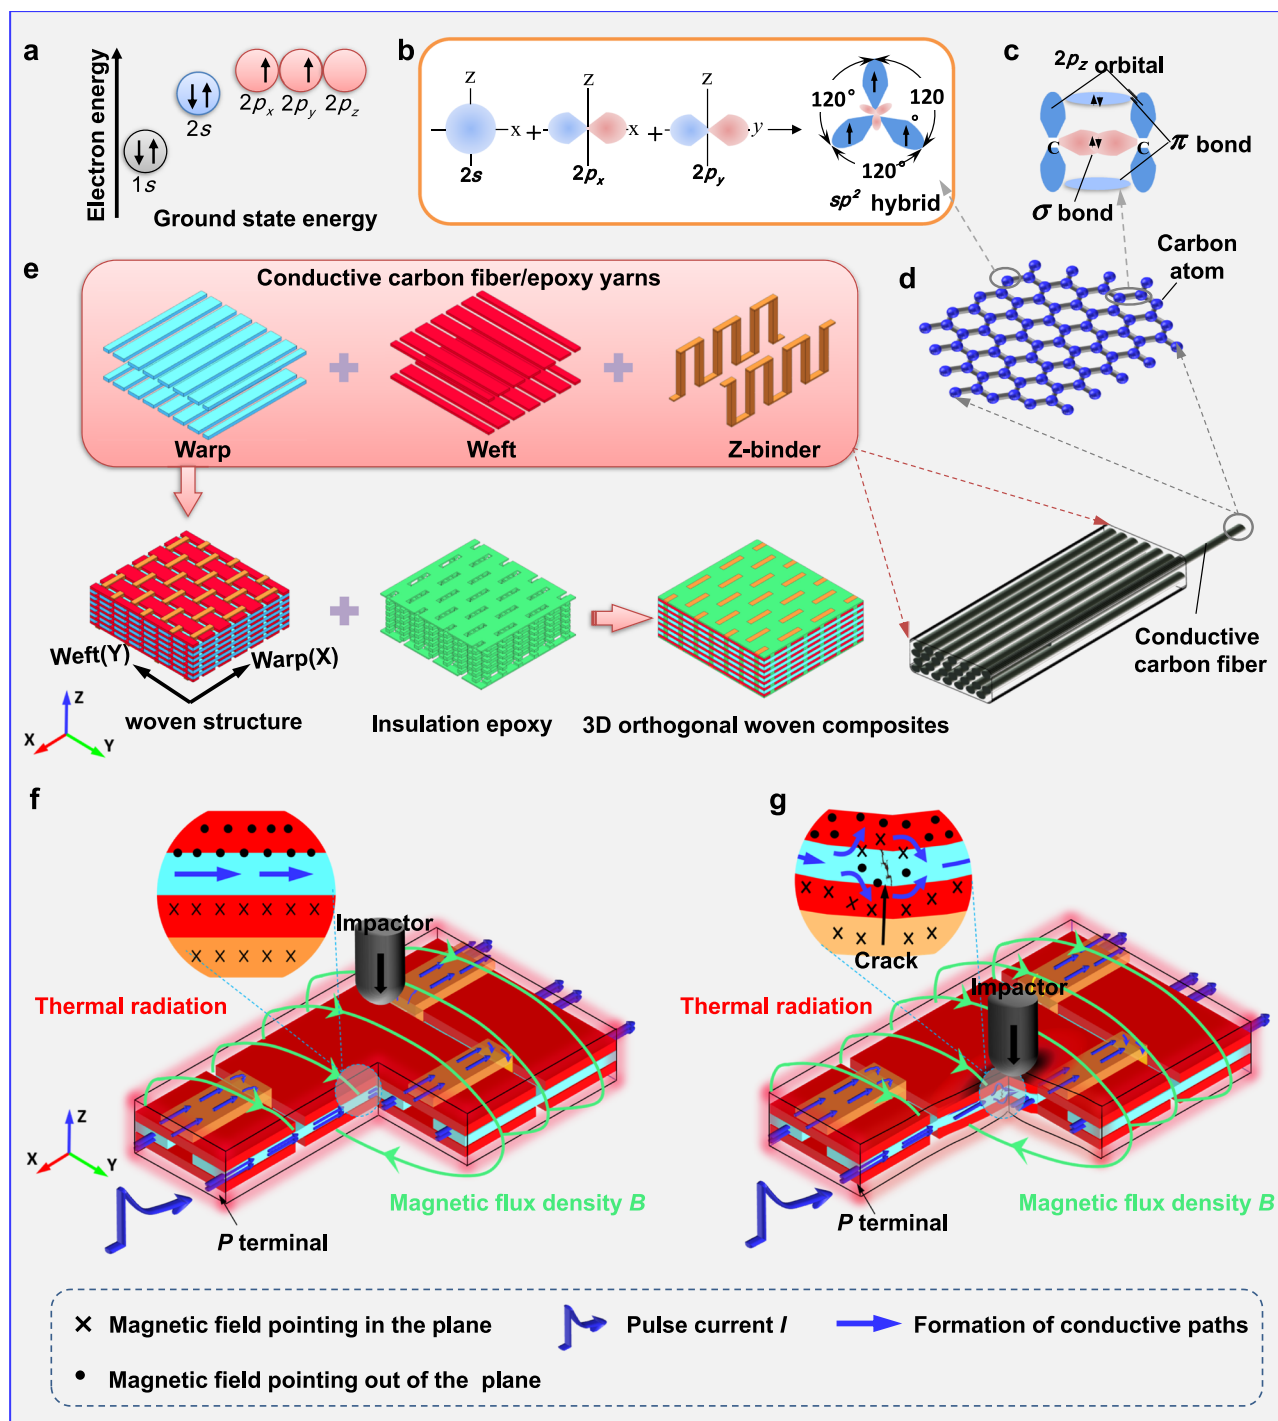 a
Electron energy
1s
2s
2px
2py
2pz
Ground state energy
b
z
x
2s
+
z
x
2px
+
z
y
2py
120°
120
°
120°
sp² hybrid
c
2pz orbital
C
C
π bond
σ bond
d
Carbon
atom
e
Conductive carbon fiber/epoxy yarns
Warp
Weft
Z-binder
Weft(Y)
Warp(X)
woven structure
Insulation epoxy
3D orthogonal woven composites
Conductive
carbon fiber
Z
X
Y
f
Impactor
Thermal radiation
Z
X
Y
Magnetic flux density B
P terminal
g
Crack
Impactor
Thermal radiation
Magnetic flux density B
P terminal
× Magnetic field pointing in the plane
Pulse current I
Formation of conductive paths
• Magnetic field pointing out of the plane